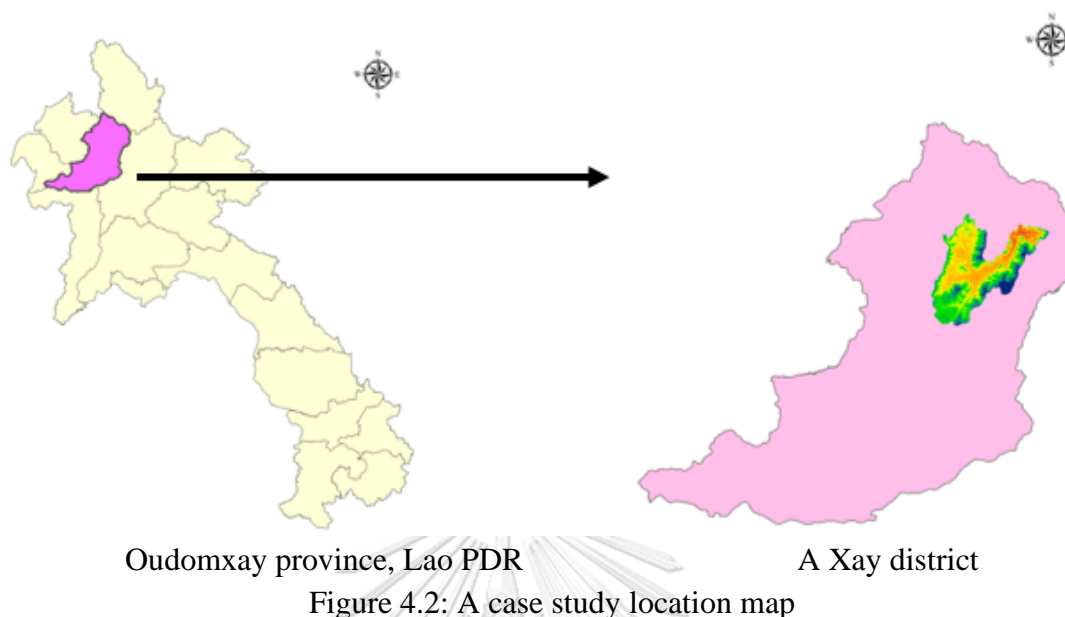 N
W E
S
N
W
S
Oudomxay province, Lao PDR
A Xay district
Figure 4.2: A case study location map